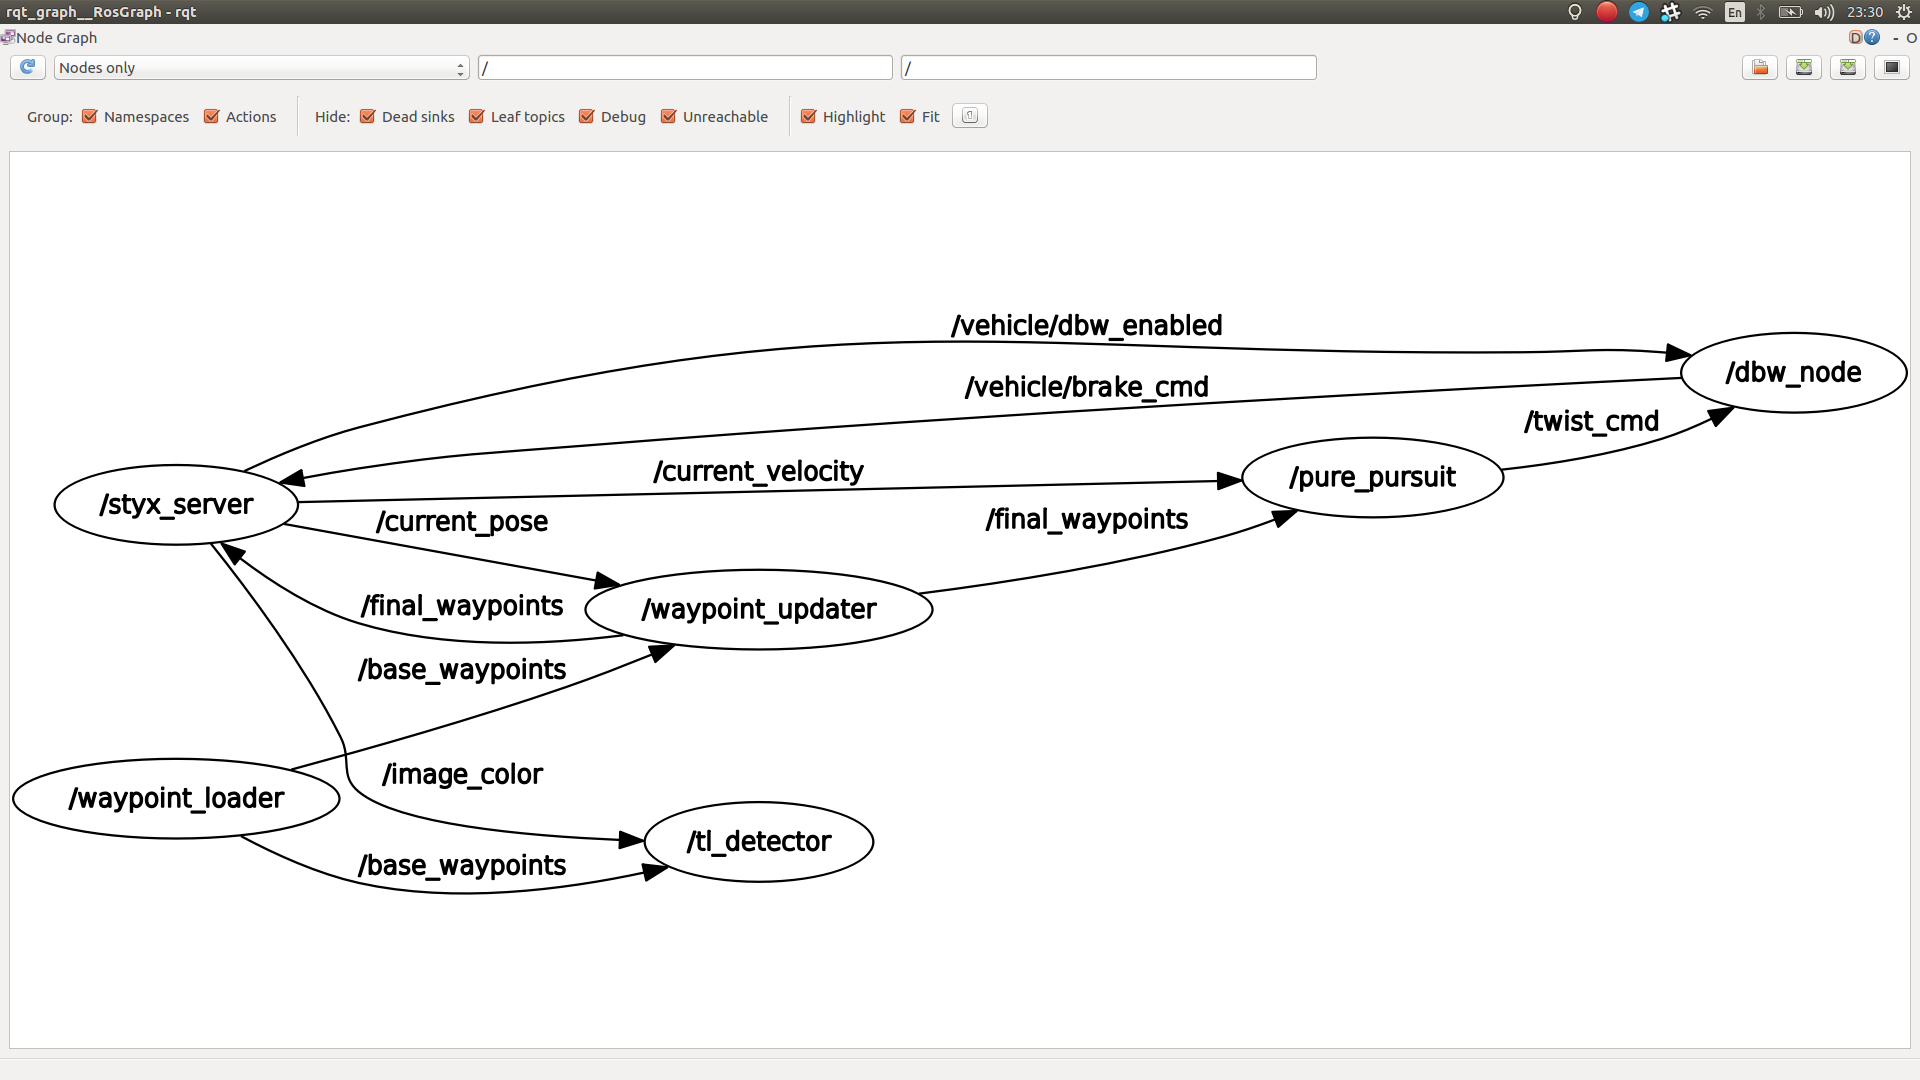 rqt_graph__RosGraph - rqt
En
23:30
Node Graph
D
?
- O
Nodes only
/
/
Group:
Namespaces
Actions
Hide:
Dead sinks
Leaf topics
Debug
Unreachable
Highlight
Fit
/vehicle/dbw_enabled
/dbw_node
/vehicle/brake_cmd
/twist_cmd
/current_velocity
/pure_pursuit
/styx_server
/current_pose
/final_waypoints
/final_waypoints
/waypoint_updater
/base_waypoints
/image_color
/waypoint_loader
/tl_detector
/base_waypoints